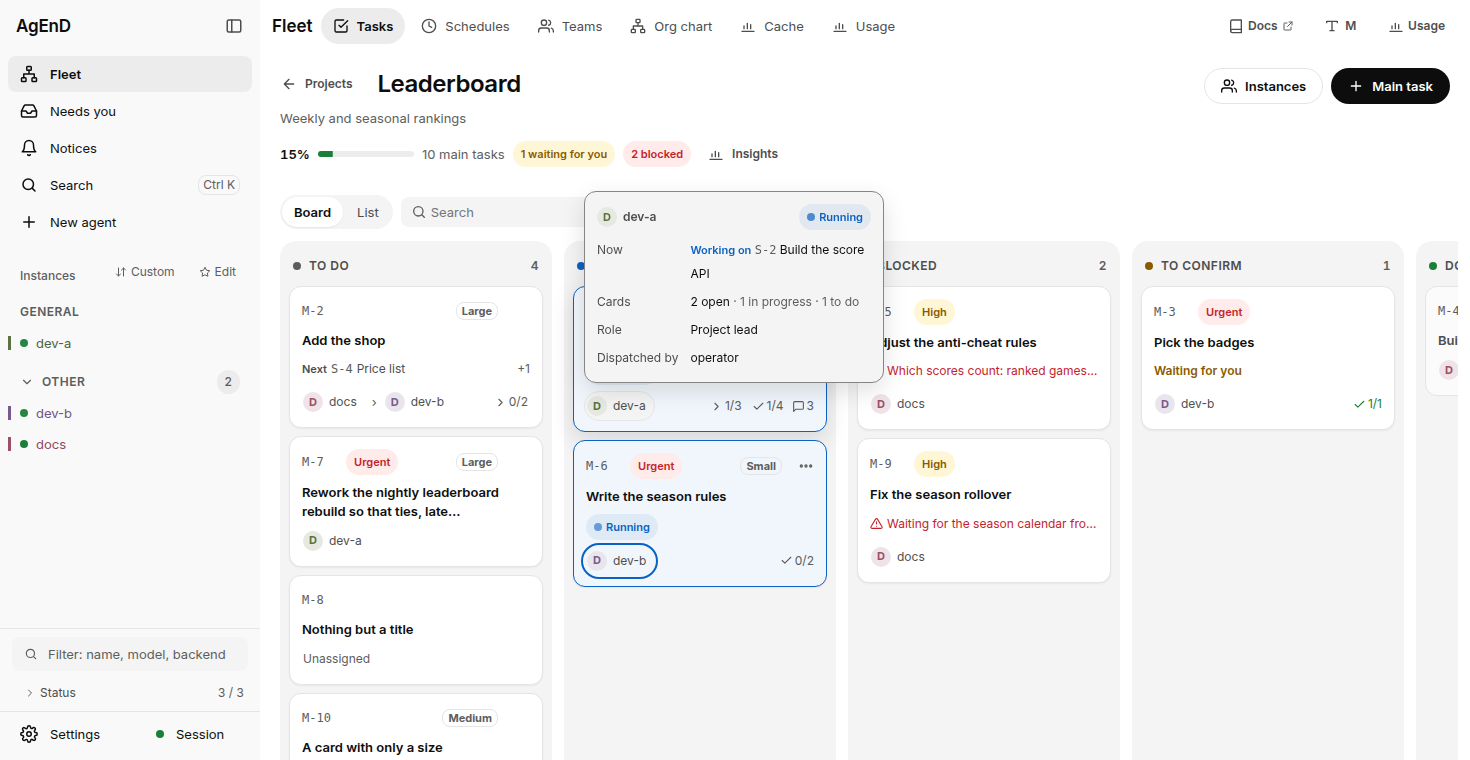 AgEnD
Fleet
Needs you
Notices
Search Ctrl K
New agent
Instances Custom Edit
GENERAL
dev-a
OTHER 2
dev-b
docs
Filter: name, model, backend
Status 3 / 3
Settings Session
Fleet Tasks Schedules Teams Org chart Cache Usage Docs M Usage
Projects Leaderboard Instances Main task
Weekly and seasonal rankings
15% 10 main tasks 1 waiting for you 2 blocked Insights
Board List Search
TO DO 4
M-2 Large
Add the shop
Next S-4 Price list +1
D docs D dev-b 0/2
M-7 Urgent Large
Rework the nightly leaderboard
rebuild so that ties, late…
D dev-a
M-8
Nothing but a title
Unassigned
M-10 Medium
A card with only a size
D dev-a Running
Now Working on S-2 Build the score
API
Cards 2 open · 1 in progress · 1 to do
Role Project lead
Dispatched by operator
D dev-a 1/3 1/4 3
M-6 Urgent Small
Write the season rules
Running
D dev-b 0/2
LOCKED 2
5 High
djust the anti-cheat rules
Which scores count: ranked games…
D docs
M-9 High
Fix the season rollover
Waiting for the season calendar fro…
D docs
TO CONFIRM 1
M-3 Urgent
Pick the badges
Waiting for you
D dev-b 1/1
DO
M-4
Bui
D